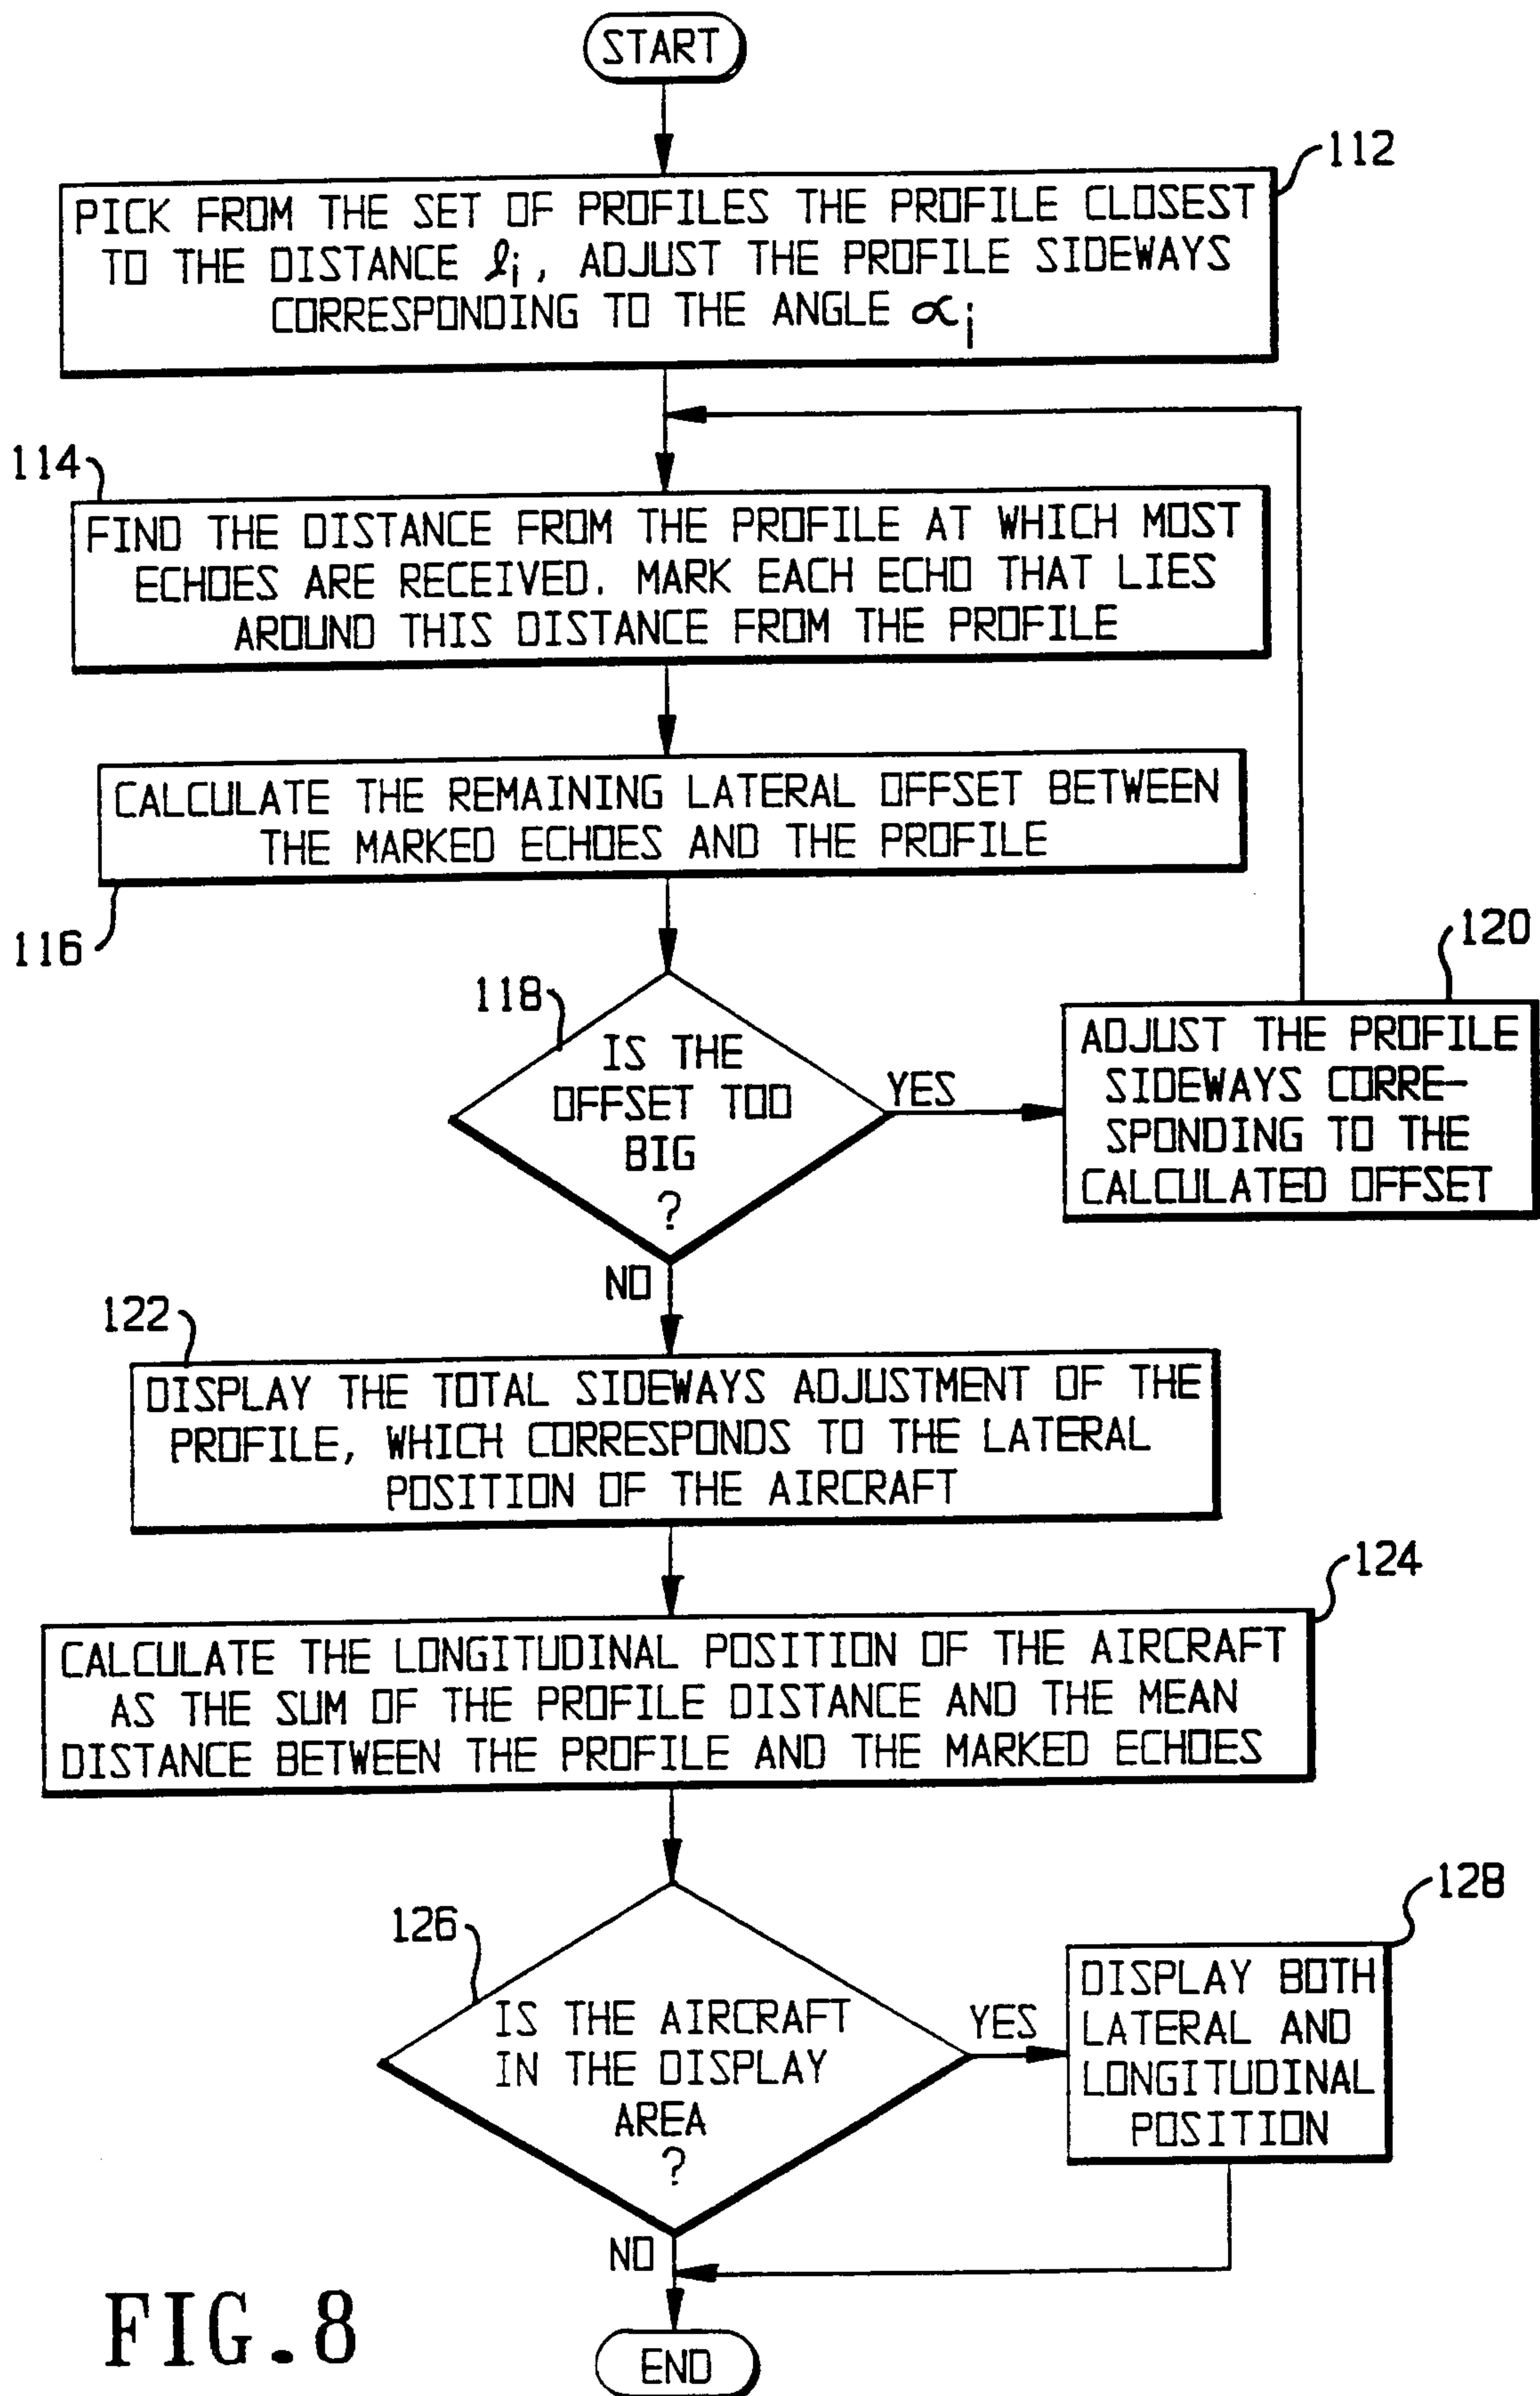 START
112
PICK FROM THE SET OF PROFILES THE PROFILE CLOSEST
TO THE DISTANCE ℓi, ADJUST THE PROFILE SIDEWAYS
CORRESPONDING TO THE ANGLE αi
114
FIND THE DISTANCE FROM THE PROFILE AT WHICH MOST
ECHOES ARE RECEIVED. MARK EACH ECHO THAT LIES
AROUND THIS DISTANCE FROM THE PROFILE
CALCULATE THE REMAINING LATERAL OFFSET BETWEEN
THE MARKED ECHOES AND THE PROFILE
116
118
IS THE
OFFSET TOO
BIG
?
YES
120
ADJUST THE PROFILE
SIDEWAYS CORRE-
SPONDING TO THE
CALCULATED OFFSET
NO
122
DISPLAY THE TOTAL SIDEWAYS ADJUSTMENT OF THE
PROFILE, WHICH CORRESPONDS TO THE LATERAL
POSITION OF THE AIRCRAFT
124
CALCULATE THE LONGITUDINAL POSITION OF THE AIRCRAFT
AS THE SUM OF THE PROFILE DISTANCE AND THE MEAN
DISTANCE BETWEEN THE PROFILE AND THE MARKED ECHOES
126
IS THE AIRCRAFT
IN THE DISPLAY
AREA
?
YES
128
DISPLAY BOTH
LATERAL AND
LONGITUDINAL
POSITION
NO
END
FIG.8